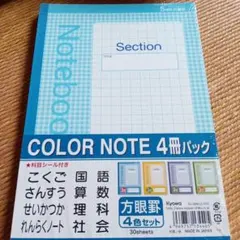 Notebook
Section
COLOR NOTE 4冊パック
★科目シール付き★
こくご 国語
さんすう 算数
せいかつか 理科
れんらくノート 社会
方眼罫
4色セット
30sheets
Kyowa
MADE IN JAPAN